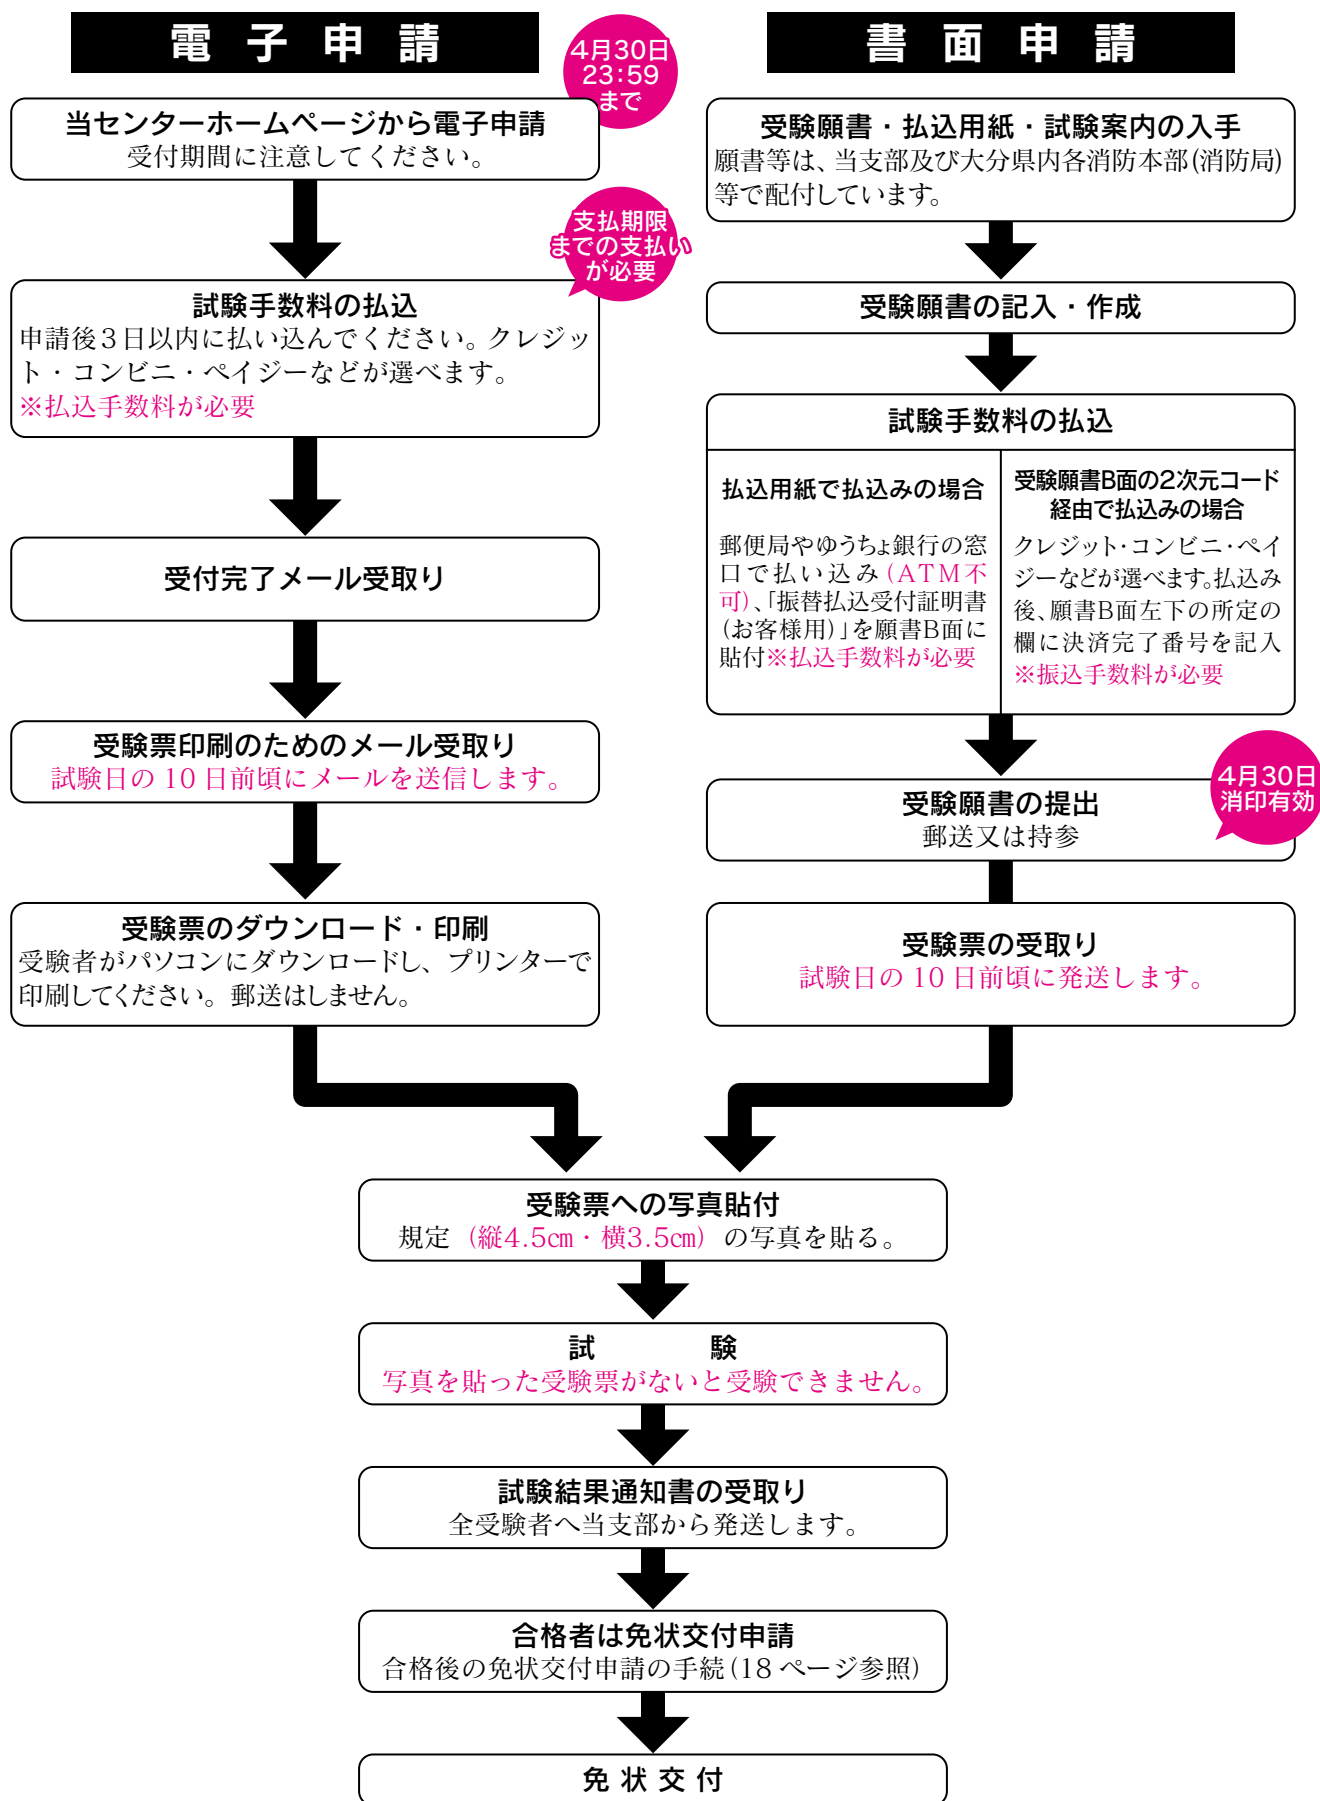 電子申請
4月30日
23:59
まで
当センターホームページから電子申請
受付期間に注意してください。
支払期限
までの支払い
が必要
試験手数料の払込
申請後3日以内に払い込んでください。クレジッ
ト・コンビニ・ペイジーなどが選べます。
※払込手数料が必要
受付完了メール受取り
受験票印刷のためのメール受取り
試験日の10日前頃にメールを送信します。
受験票のダウンロード・印刷
受験者がパソコンにダウンロードし、プリンターで
印刷してください。郵送はしません。
書面申請
受験願書・払込用紙・試験案内の入手
願書等は、当支部及び大分県内各消防本部(消防局)
等で配付しています。
受験願書の記入・作成
試験手数料の払込
払込用紙で払込みの場合
郵便局やゆうちょ銀行の窓
口で払い込み(ATM不
可)、「振替払込受付証明書
(お客様用)」を願書B面に
貼付※払込手数料が必要
受験願書B面の2次元コード
経由で払込みの場合
クレジット・コンビニ・ペイ
ジーなどが選べます。払込み
後、願書B面左下の所定の
欄に決済完了番号を記入
※振込手数料が必要
4月30日
消印有効
受験願書の提出
郵送又は持参
受験票の受取り
試験日の10日前頃に発送します。
受験票への写真貼付
規定(縦4.5㎝・横3.5㎝)の写真を貼る。
試験
写真を貼った受験票がないと受験できません。
試験結果通知書の受取り
全受験者へ当支部から発送します。
合格者は免状交付申請
合格後の免状交付申請の手続(18ページ参照)
免状交付